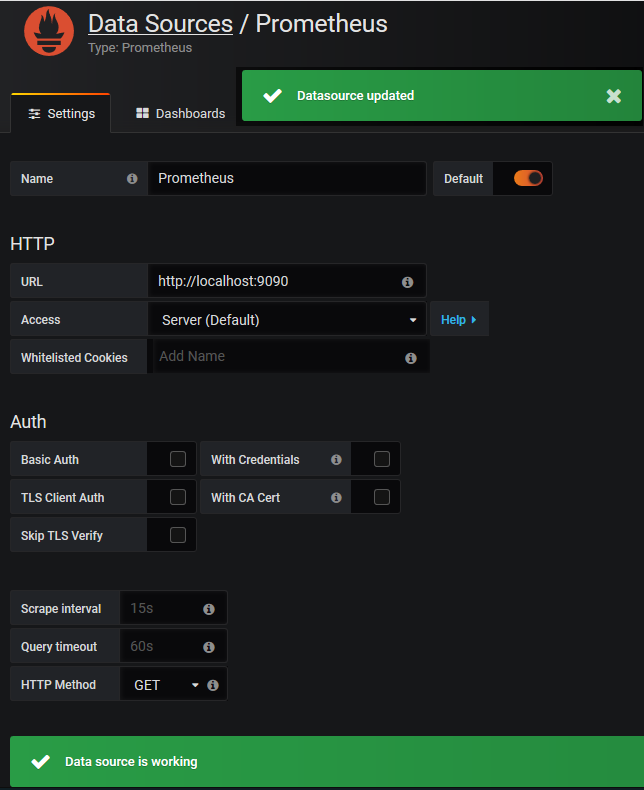 Data Sources / Prometheus
Type: Prometheus
Datasource updated
Settings Dashboards
Name Prometheus Default
HTTP
URL http://localhost:9090
Access Server (Default) Help
Whitelisted Cookies Add Name
Auth
Basic Auth With Credentials
TLS Client Auth With CA Cert
Skip TLS Verify
Scrape interval 15s
Query timeout 60s
HTTP Method GET
Data source is working